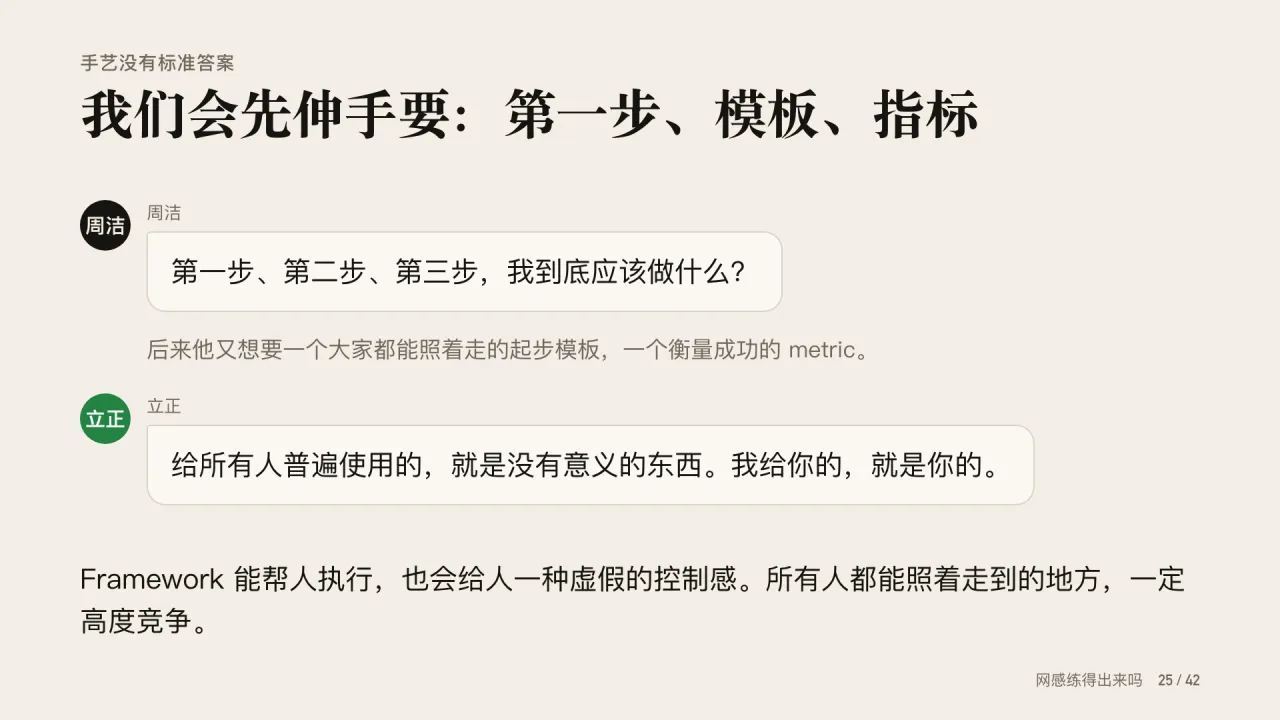 手艺没有标准答案
我们会先伸手要：第一步、模板、指标
周洁
周洁
第一步、第二步、第三步，我到底应该做什么？
后来他又想要一个大家都能照着走的起步模板，一个衡量成功的 metric。
立正
立正
给所有人普遍使用的，就是没有意义的东西。我给你的，就是你的。
Framework 能帮人执行，也会给人一种虚假的控制感。所有人都能照着走到的地方，一定
高度竞争。
网感练得出来吗 25 / 42